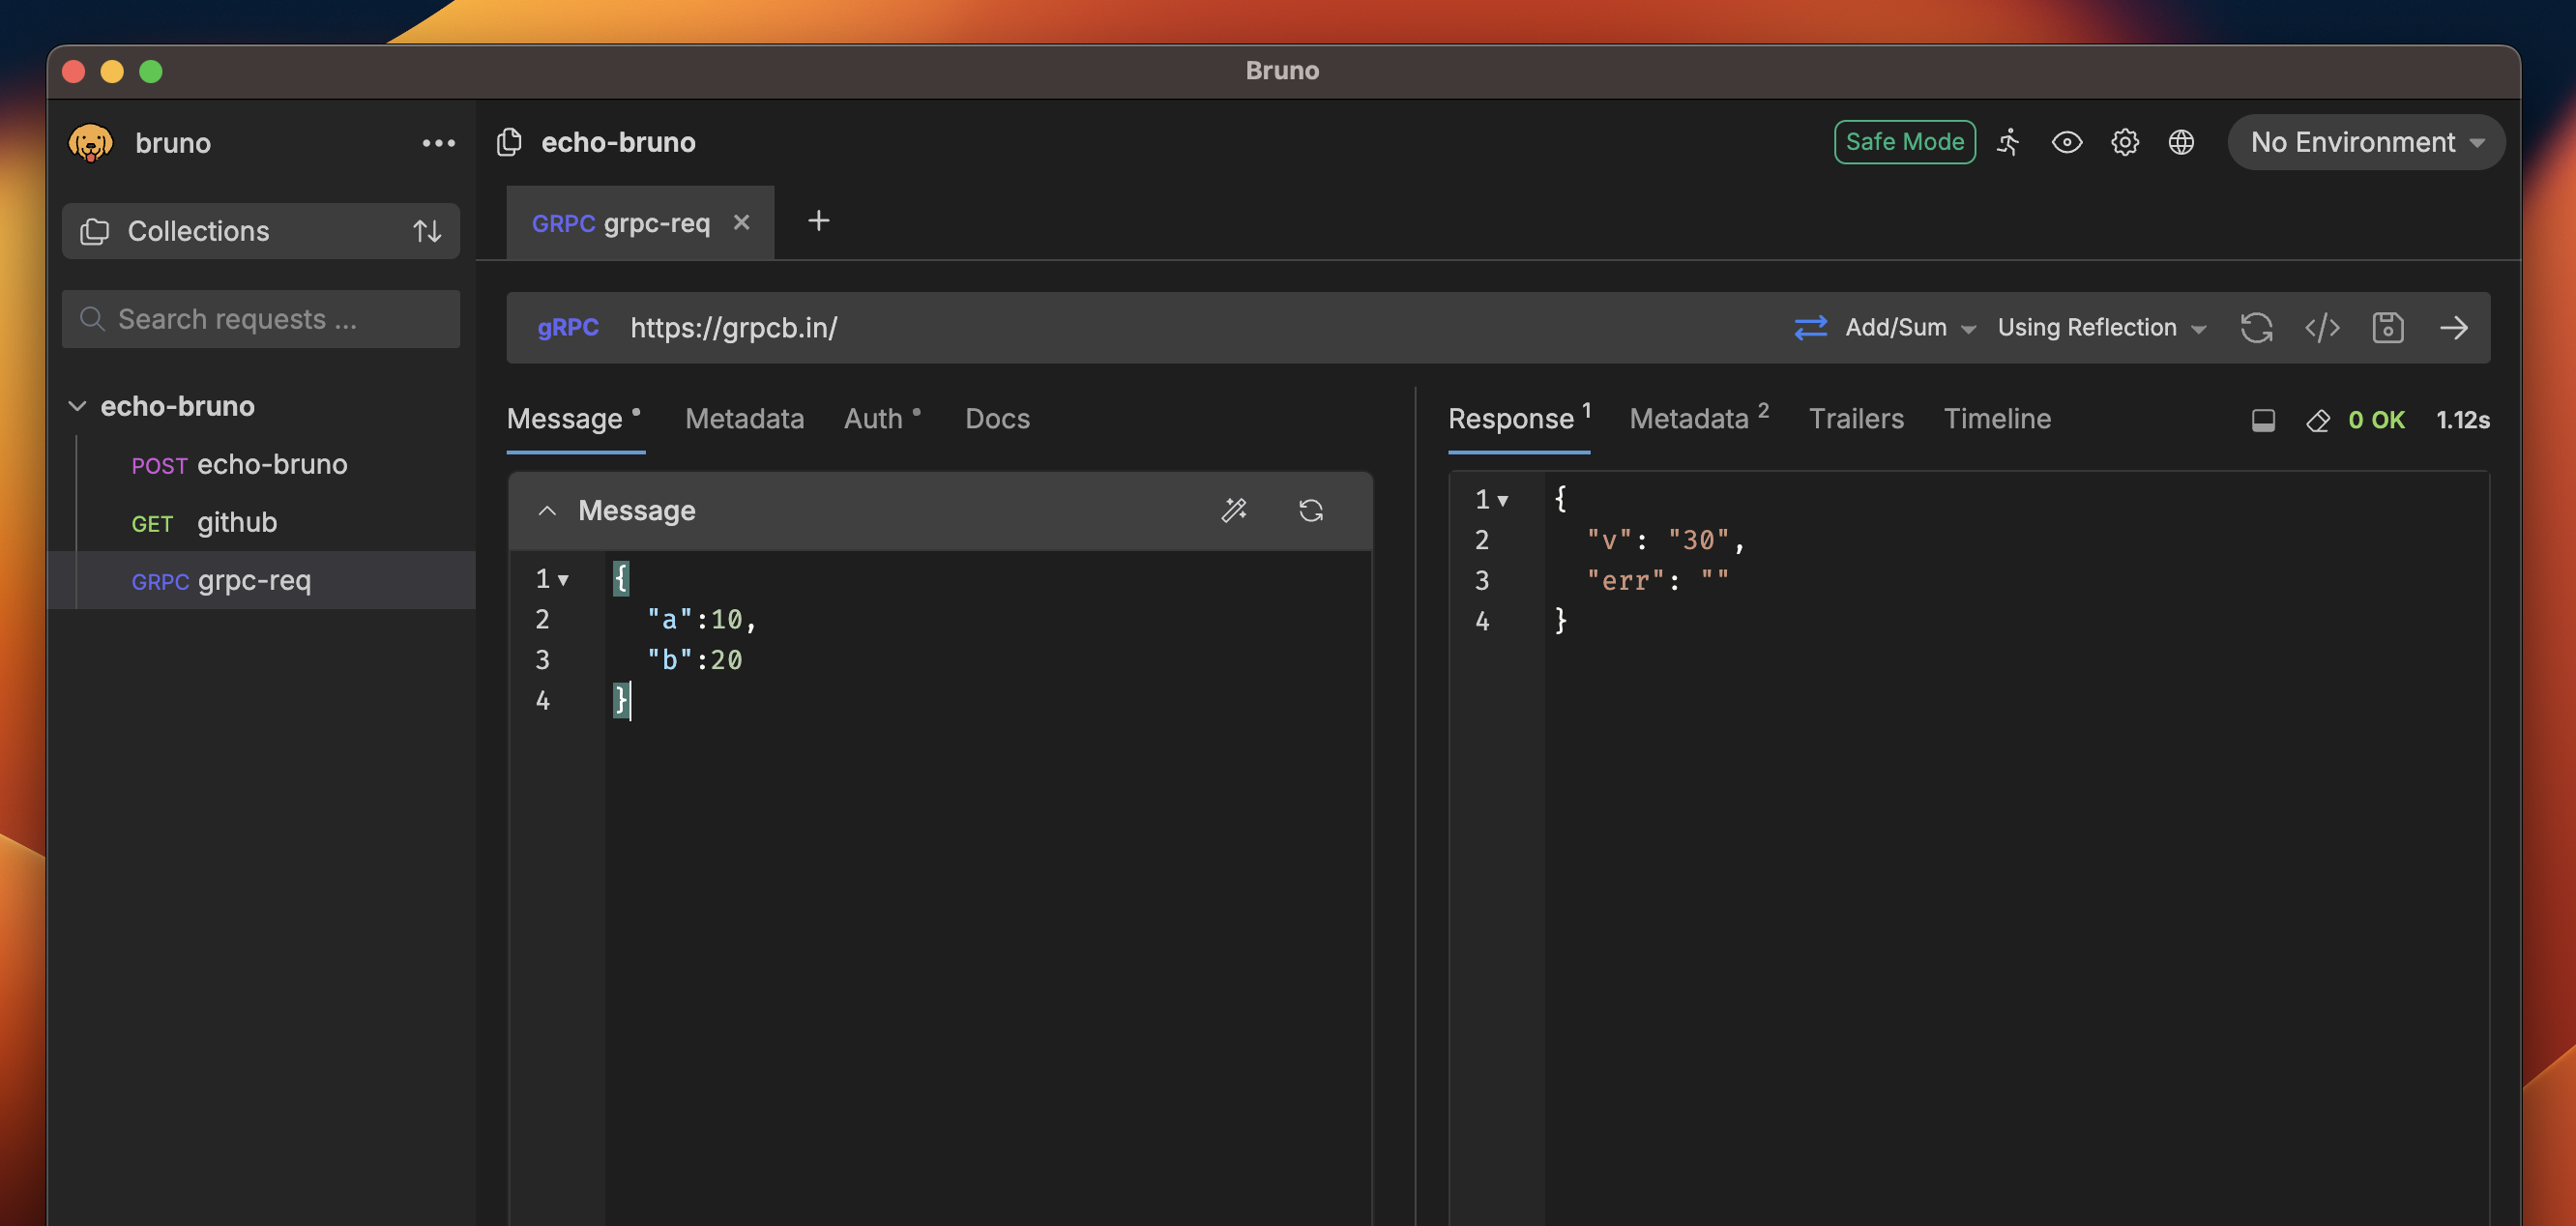 Bruno
bruno
echo-bruno
Safe Mode
No Environment
Collections
GRPC grpc-req
Search requests ...
gRPC https://grpcb.in/
Add/Sum
Using Reflection
echo-bruno
POST echo-bruno
GET github
GRPC grpc-req
Message
Metadata
Auth
Docs
Message
1
{
2
"a":10,
3
"b":20
4
}
Response 1
Metadata 2
Trailers
Timeline
0 OK
1.12s
1
{
2
"v": "30",
3
"err": ""
4
}